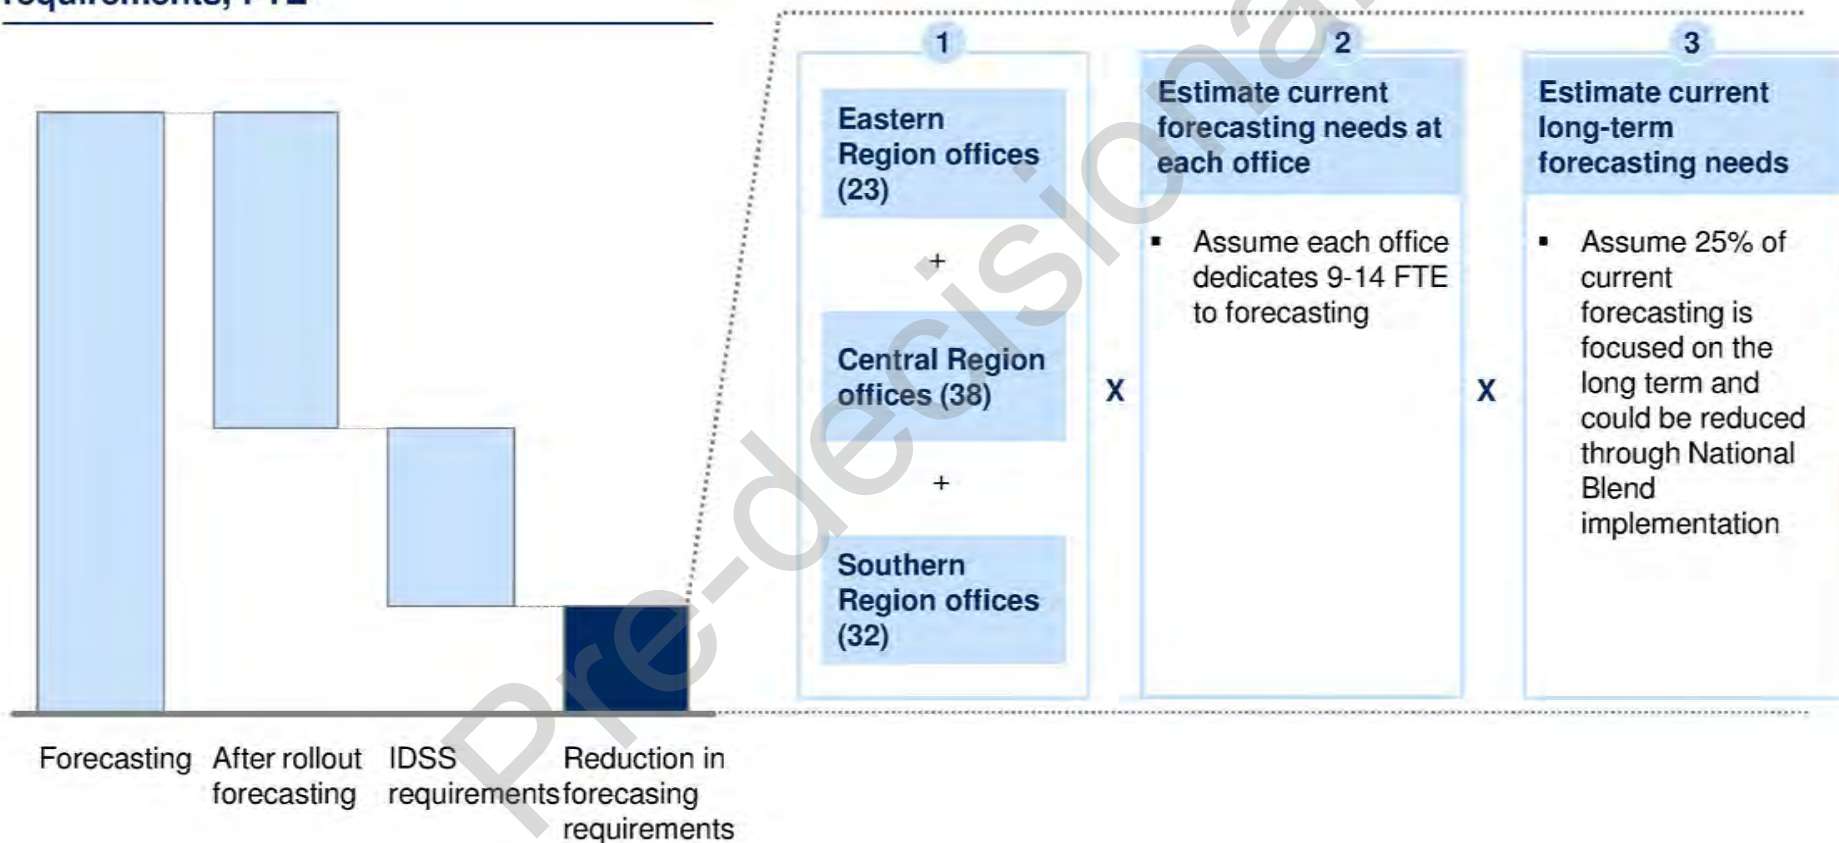 requirements, FTE
1
Eastern
Region offices
(23)
+
Central Region
offices (38)
+
Southern
Region offices
(32)
X
2
Estimate current
forecasting needs at
each office
▪ Assume each office
dedicates 9-14 FTE
to forecasting
X
3
Estimate current
long-term
forecasting needs
▪ Assume 25% of
current
forecasting is
focused on the
long term and
could be reduced
through National
Blend
implementation
Forecasting
After rollout
forecasting
IDSS
requirements
Reduction in
forecasing
requirements